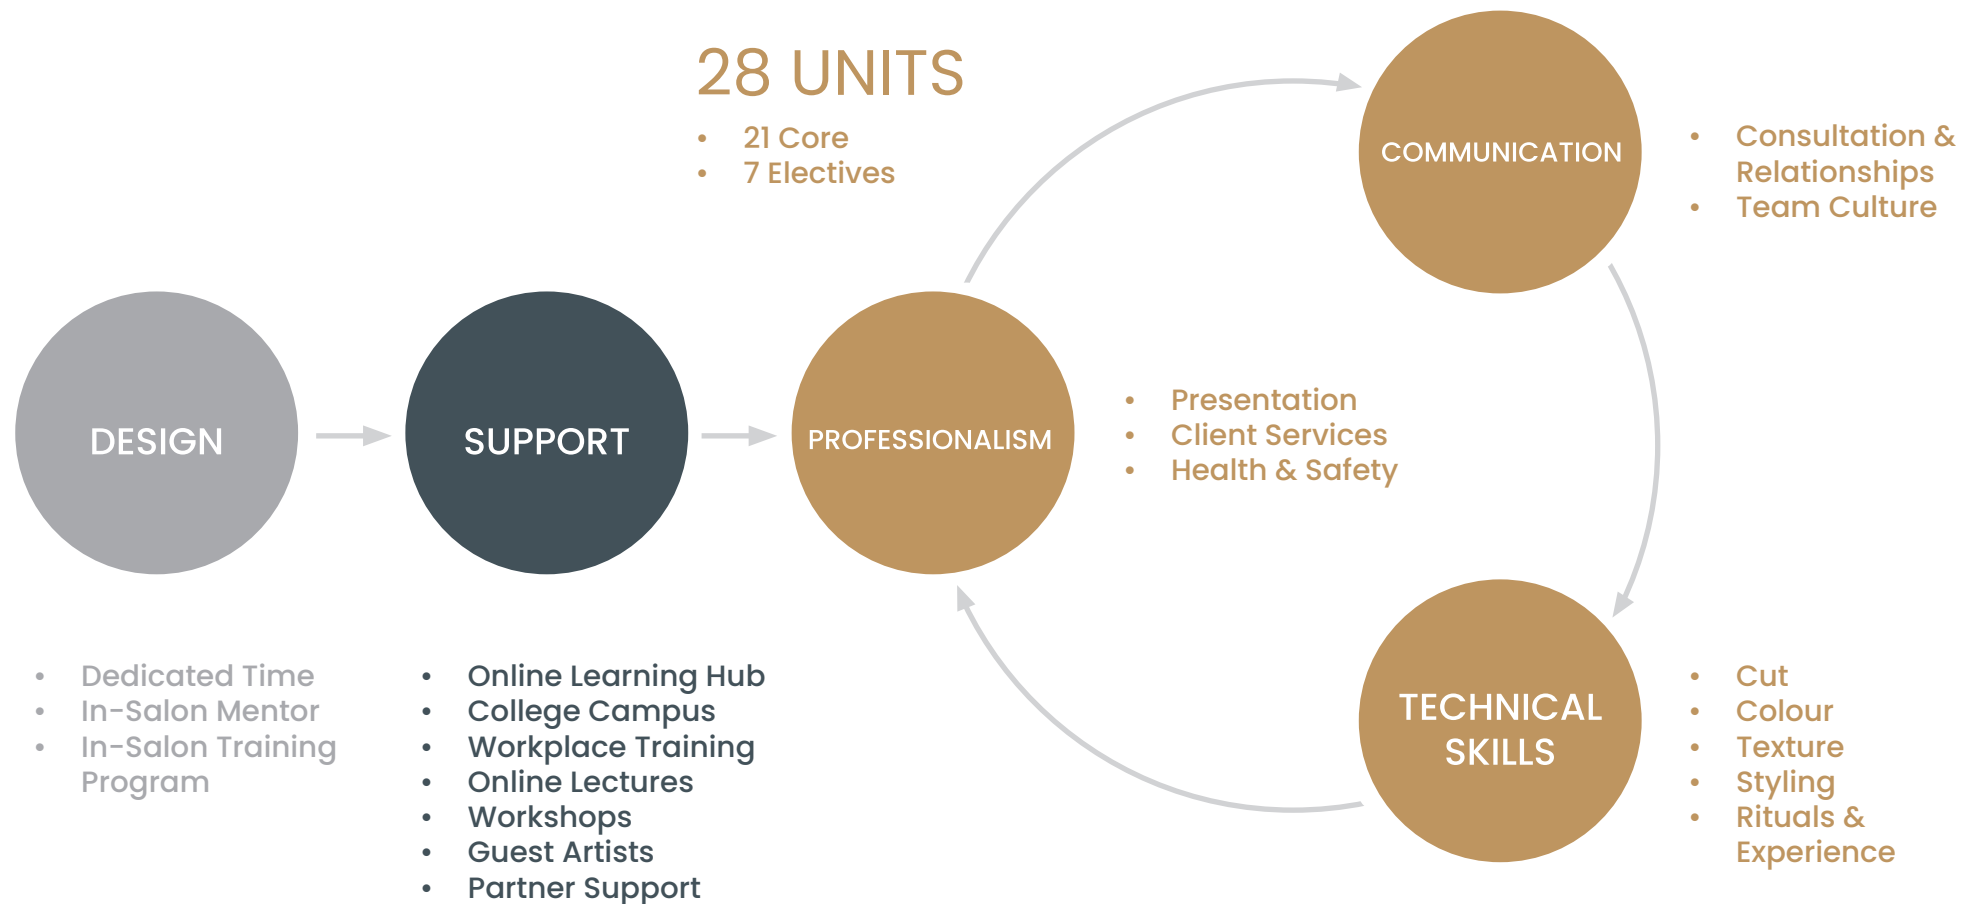 28 UNITS
• 21 Core
• 7 Electives
COMMUNICATION
• Consultation &
Relationships
• Team Culture
DESIGN
SUPPORT
PROFESSIONALISM
• Presentation
• Client Services
• Health & Safety
• Dedicated Time
• In-Salon Mentor
• In-Salon Training
Program
• Online Learning Hub
• College Campus
• Workplace Training
• Online Lectures
• Workshops
• Guest Artists
• Partner Support
TECHNICAL
SKILLS
• Cut
• Colour
• Texture
• Styling
• Rituals &
Experience